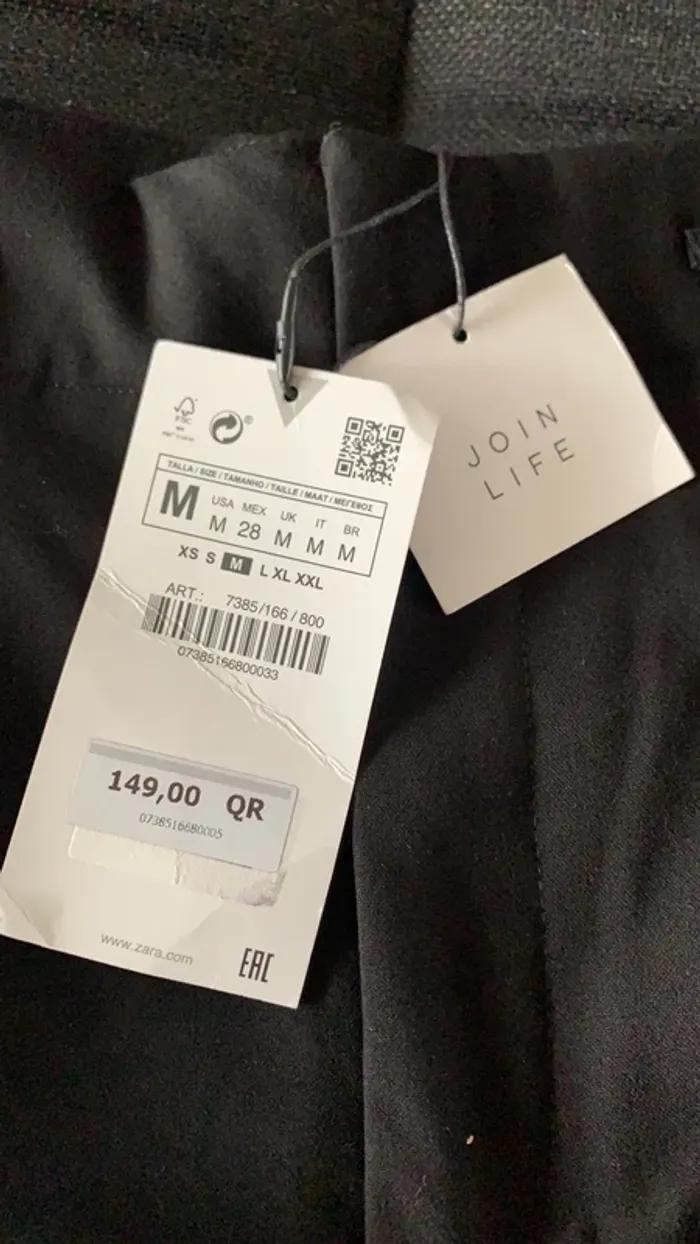 FSC
®
TALLA / SIZE / TAMANHO / TAILLE / MAAT / ΜΕΓΕΘΟΣ
M USA MEX UK IT BR
M 28 M M M
XS S M L XL XXL
ART.: 7385/166/800
07385166800033
149,00 QR
0738516680005
www.zara.com
EAC
JOIN
LIFE